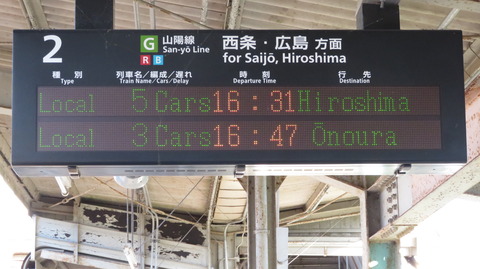 2 G 山陽線 西条・広島 方面
R B San-yō Line for Saijō, Hiroshima
種 別 列車名/編成/遅れ 時 刻 行 先
Type Train Name/Cars/Delay Departure Time Destination
Local 5 Cars 16:31 Hiroshima
Local 3 Cars 16:47 Ōnoura